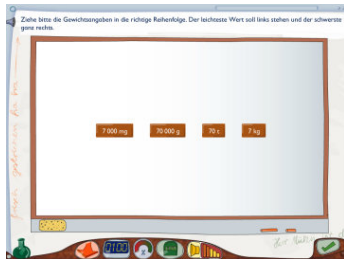 Ziehe bitte die Gewichtsangaben in die richtige Reihenfolge. Der leichteste Wert soll links stehen und der schwerste
ganz rechts.
7 000 mg 70 000 g 70 t 7 kg